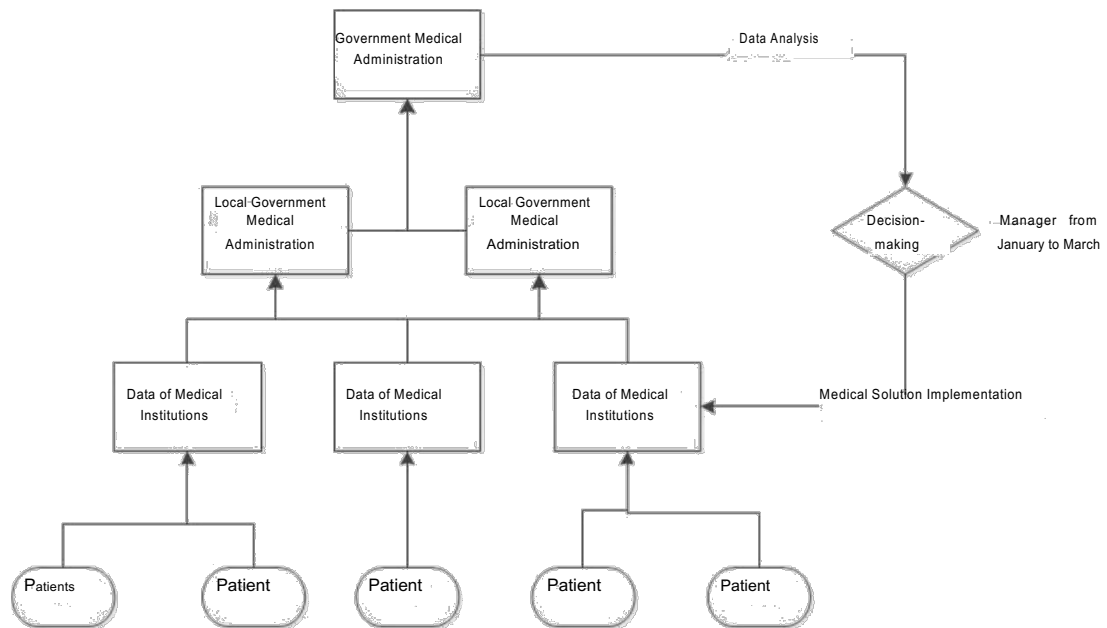 Government Medical
Administration
Data Analysis
Local Government
Medical
Administration
Local Government
Medical
Administration
Decision-
making
Manager from
January to March
Data of Medical
Institutions
Data of Medical
Institutions
Data of Medical
Institutions
Medical Solution Implementation
Patients
Patient
Patient
Patient
Patient